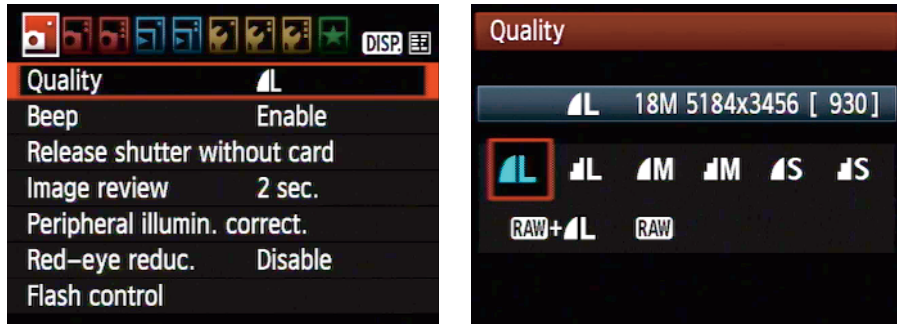 DISP.
Quality L
Beep Enable
Release shutter without card
Image review 2 sec.
Peripheral illumin. correct.
Red-eye reduc. Disable
Flash control
Quality
L 18M 5184x3456 [ 930]
L L M M S S
RAW+L RAW